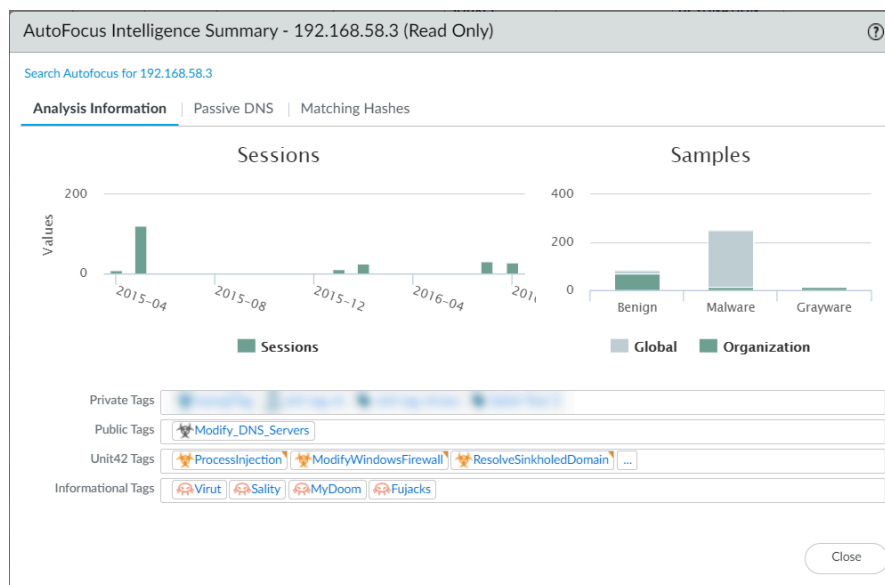 AutoFocus Intelligence Summary - 192.168.58.3 (Read Only)
Search Autofocus for 192.168.58.3
Analysis Information
Passive DNS
Matching Hashes
Sessions
200
Values
0
2015-04
2015-08
2015-12
2016-04
Sessions
Samples
400
200
0
Benign
Malware
Grayware
Global
Organization
Private Tags
Public Tags
Modify_DNS_Servers
Unit42 Tags
ProcessInjection
ModifyWindowsFirewall
ResolveSinkholedDomain
...
Informational Tags
Virut
Sality
MyDoom
Fujacks
Close